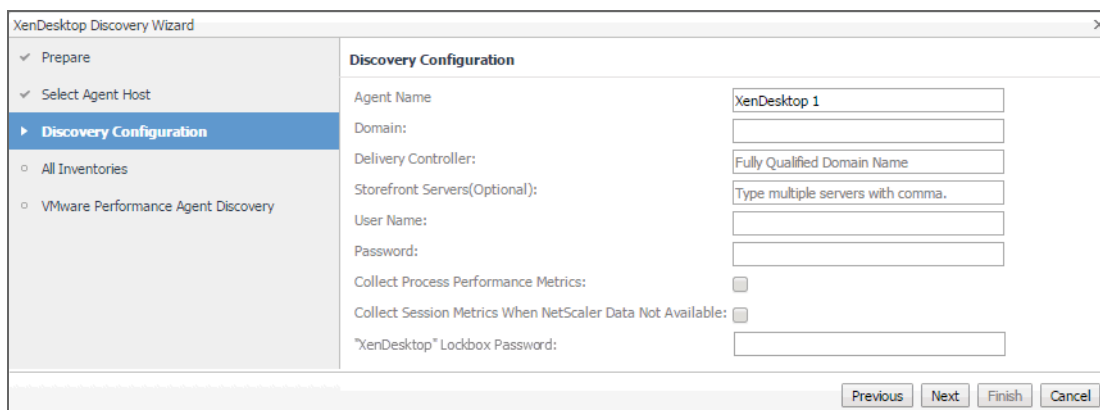 XenDesktop Discovery Wizard
Prepare
Select Agent Host
Discovery Configuration
All Inventories
VMware Performance Agent Discovery
Discovery Configuration
Agent Name XenDesktop 1
Domain:
Delivery Controller: Fully Qualified Domain Name
Storefront Servers(Optional): Type multiple servers with comma.
User Name:
Password:
Collect Process Performance Metrics:
Collect Session Metrics When NetScaler Data Not Available:
"XenDesktop" Lockbox Password:
Previous Next Finish Cancel